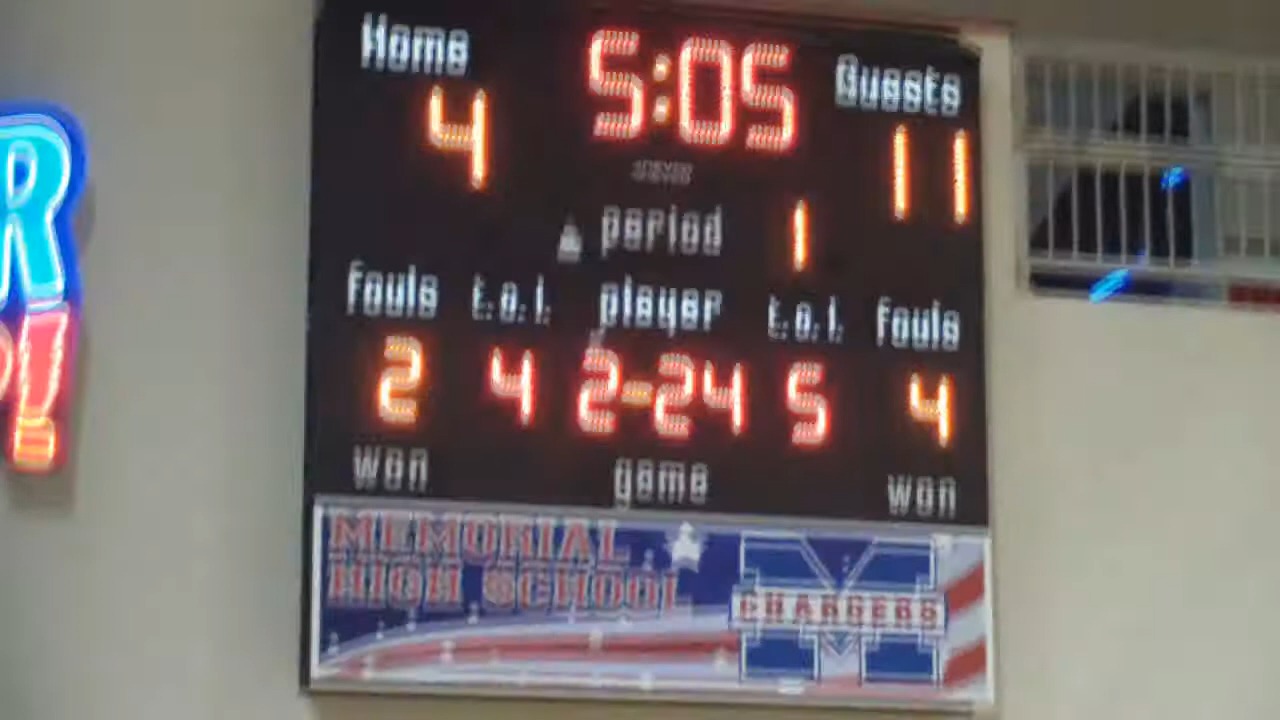 Home 5:05 Guests
4 11
period 1
fouls t.o.l. player t.o.l. fouls
2 4 2-24 5 4
won game won
MEMORIAL
HIGH SCHOOL
CHARGERS
R
!